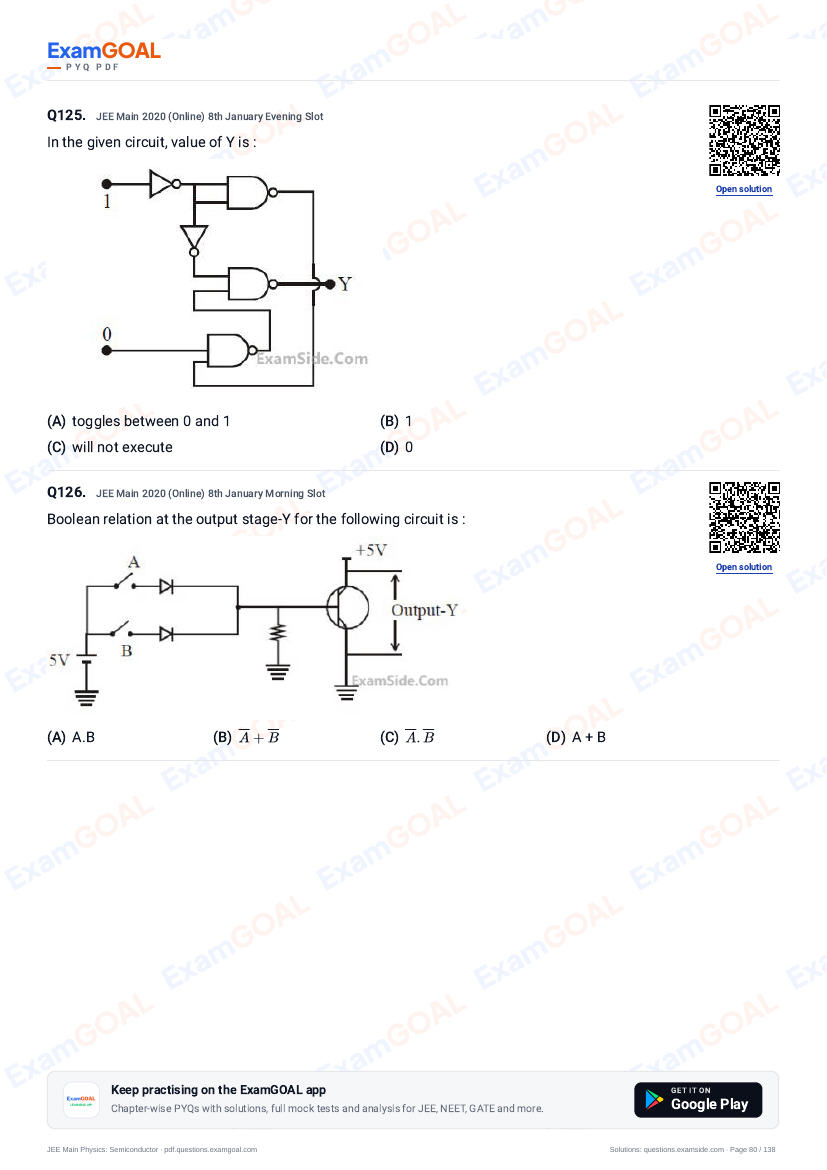 ExamGOAL
PYQ PDF
Q125. JEE Main 2020 (Online) 8th January Evening Slot
In the given circuit, value of Y is :
Open solution
1
Y
0
ExamSide.Com
(A) toggles between 0 and 1
(B) 1
(C) will not execute
(D) 0
Q126. JEE Main 2020 (Online) 8th January Morning Slot
Boolean relation at the output stage-Y for the following circuit is :
Open solution
+5V
A
Output-Y
B
5V
ExamSide.Com
(A) A.B
(B) $\overline{A} + \overline{B}$
(C) $\overline{A}.\overline{B}$
(D) A + B
ExamGOAL
Keep practising on the ExamGOAL app
Chapter-wise PYQs with solutions, full mock tests and analysis for JEE, NEET, GATE and more.
GET IT ON
Google Play
JEE Main Physics: Semiconductor · pdf.questions.examgoal.com
Solutions: questions.examside.com · Page 80 / 138